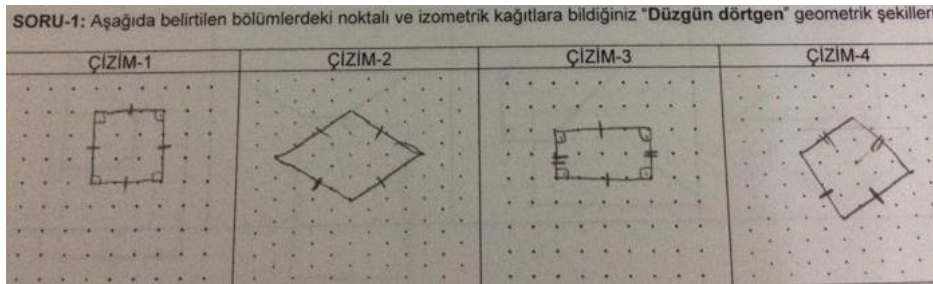 SORU-1: Aşağıda belirtilen bölümlerdeki noktalı ve izometrik kağıtlara bildiğiniz "Düzgün dörtgen" geometrik şekiller
ÇİZİM-1 ÇİZİM-2 ÇİZİM-3 ÇİZİM-4